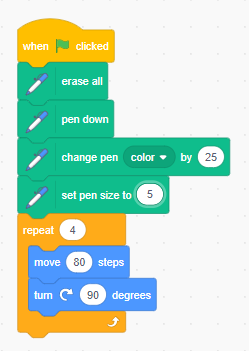 when clicked
erase all
pen down
change pen color by 25
set pen size to 5
repeat 4
move 80 steps
turn 90 degrees